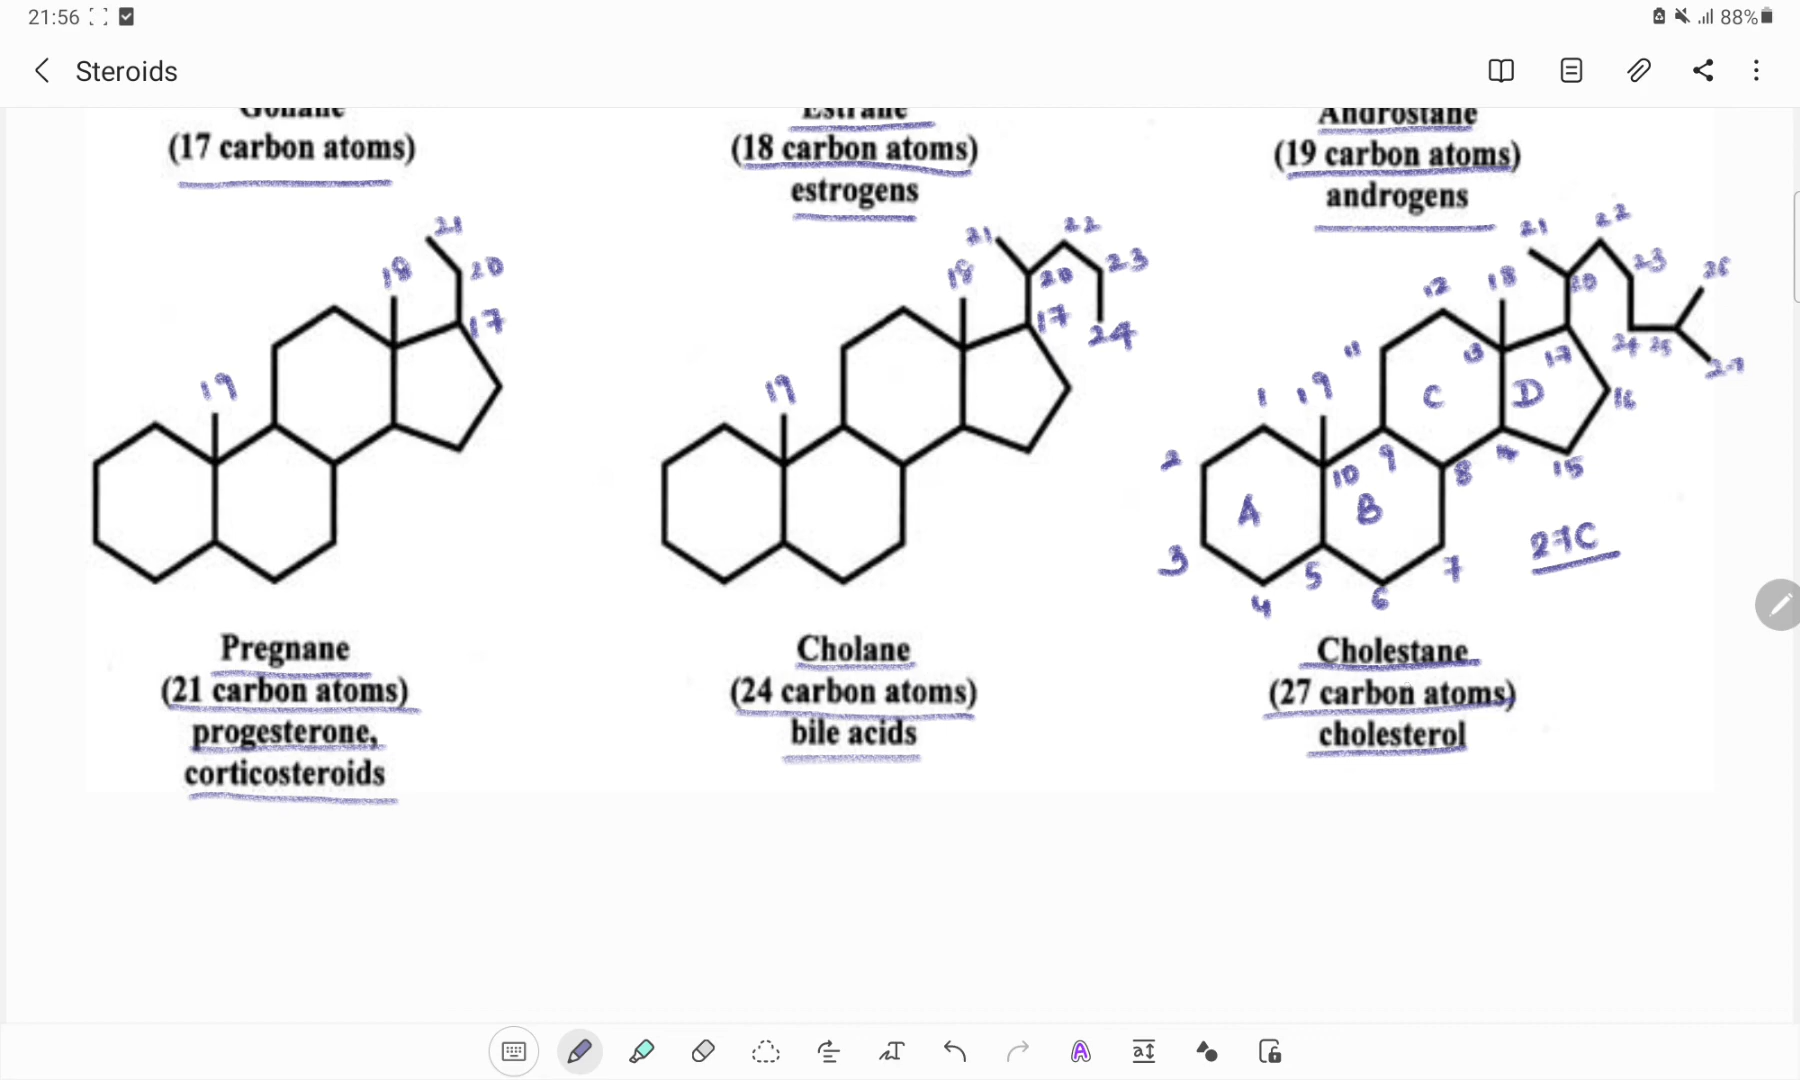 21:56
88%
Steroids
Gonane
(17 carbon atoms)
Estrane
(18 carbon atoms)
estrogens
Androstane
(19 carbon atoms)
androgens
21
20
18
17
19
Pregnane
(21 carbon atoms)
progesterone,
corticosteroids
21
22
23
20
18
17
24
19
Cholane
(24 carbon atoms)
bile acids
21
22
23
26
20
18
12
11
13
17
24
25
27
1
19
C
D
16
2
10
9
8
14
15
A
B
3
5
7
4
6
27C
Cholestane
(27 carbon atoms)
cholesterol